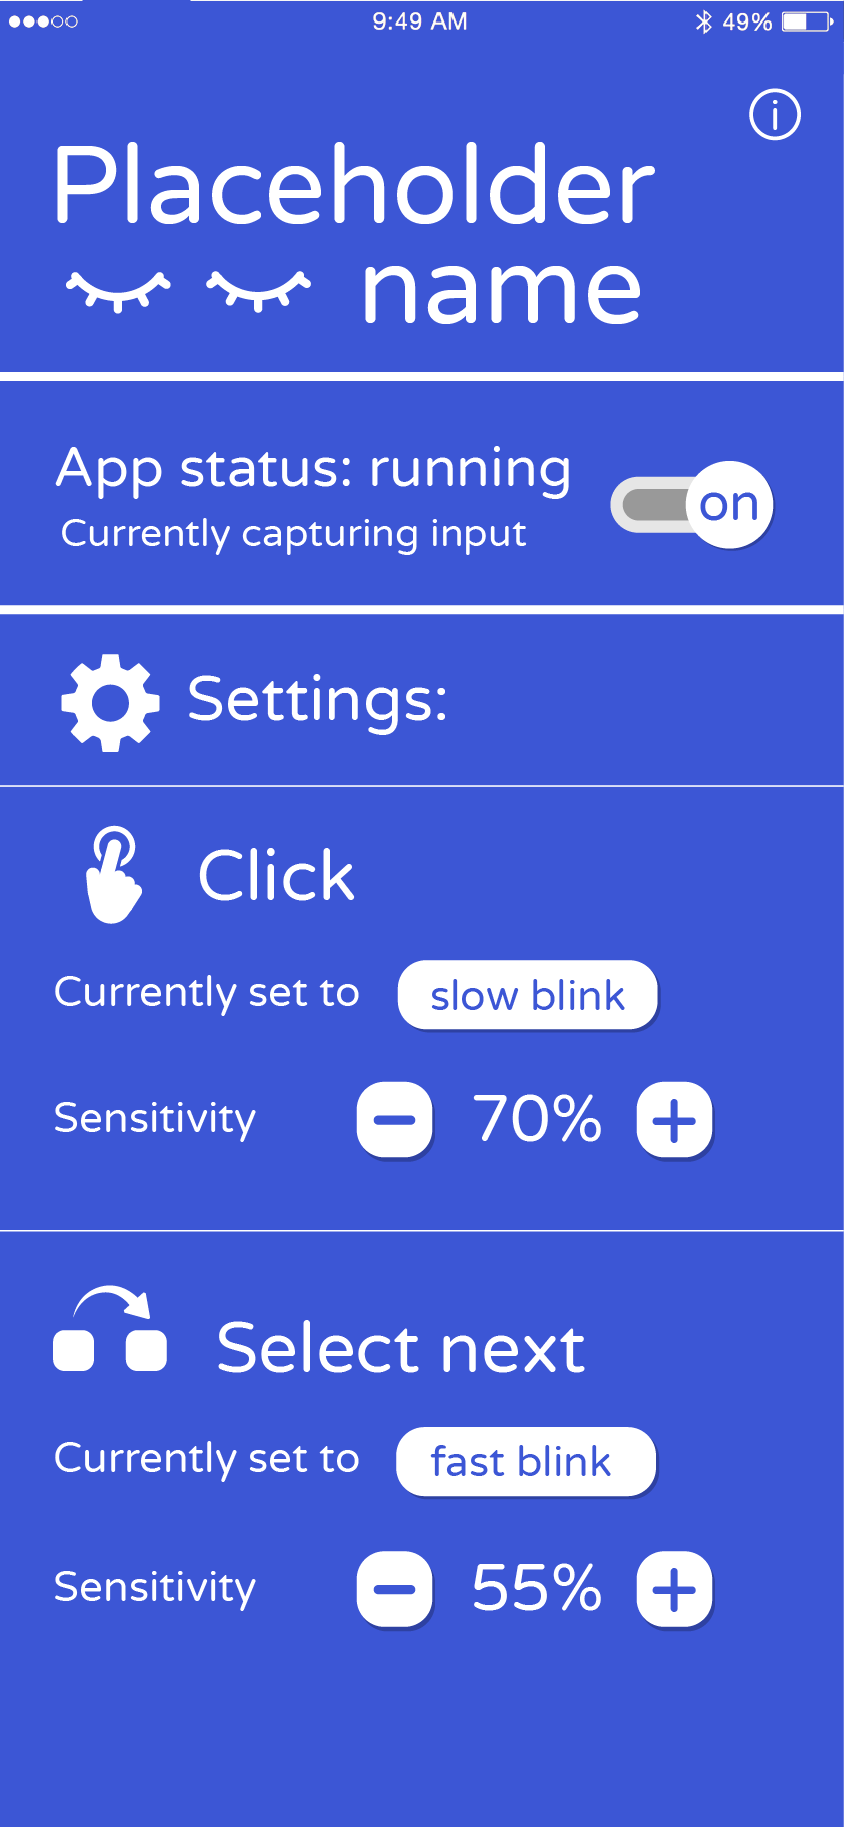 9:49 AM 49%
i
Placeholder
name
App status: running
Currently capturing input
on
Settings:
Click
Currently set to slow blink
Sensitivity 70%
Select next
Currently set to fast blink
Sensitivity 55%